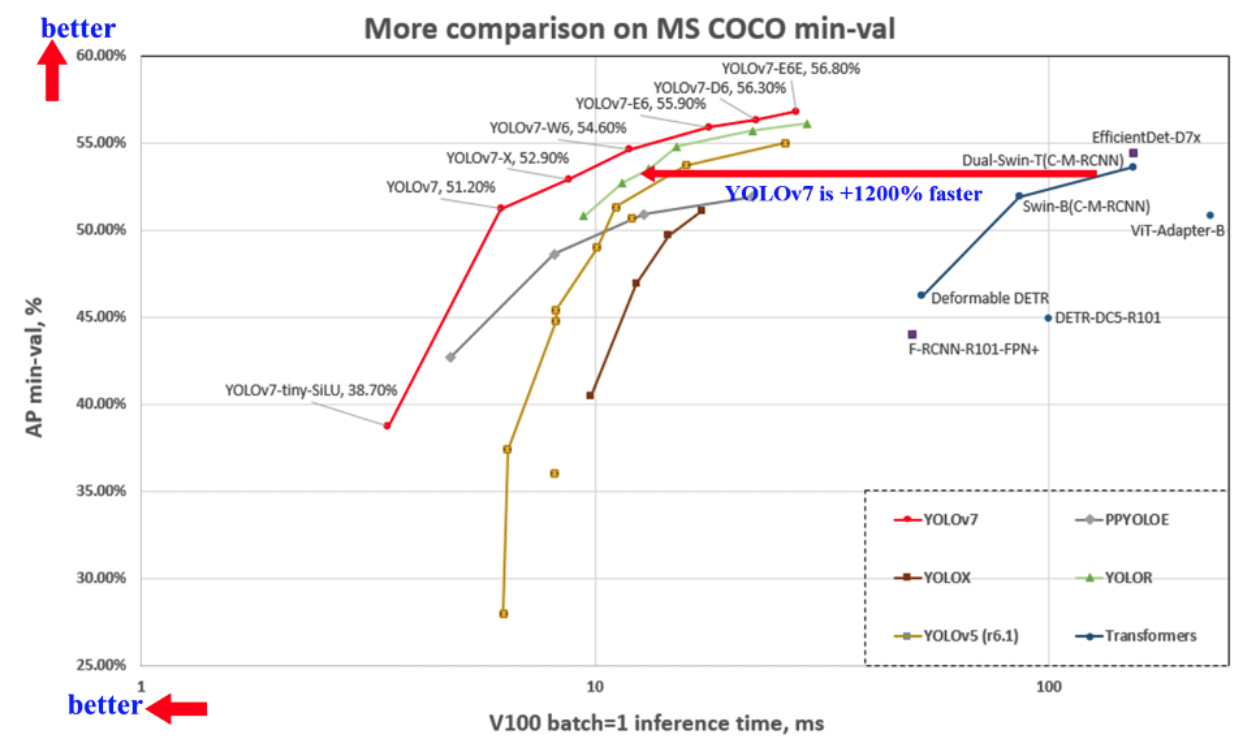 better
More comparison on MS COCO min-val
60.00%
55.00%
50.00%
45.00%
40.00%
35.00%
30.00%
25.00%
AP min-val, %
YOLOv7-E6E, 56.80%
YOLOv7-D6, 56.30%
YOLOv7-E6, 55.90%
YOLOv7-W6, 54.60%
YOLOv7-X, 52.90%
YOLOv7, 51.20%
YOLOv7-tiny-SiLU, 38.70%
EfficientDet-D7x
Dual-Swin-T(C-M-RCNN)
YOLOv7 is +1200% faster
Swin-B(C-M-RCNN)
ViT-Adapter-B
Deformable DETR
DETR-DC5-R101
F-RCNN-R101-FPN+
YOLOv7
PPYOLOE
YOLOX
YOLOR
YOLOv5 (r6.1)
Transformers
1
10
100
better
V100 batch=1 inference time, ms